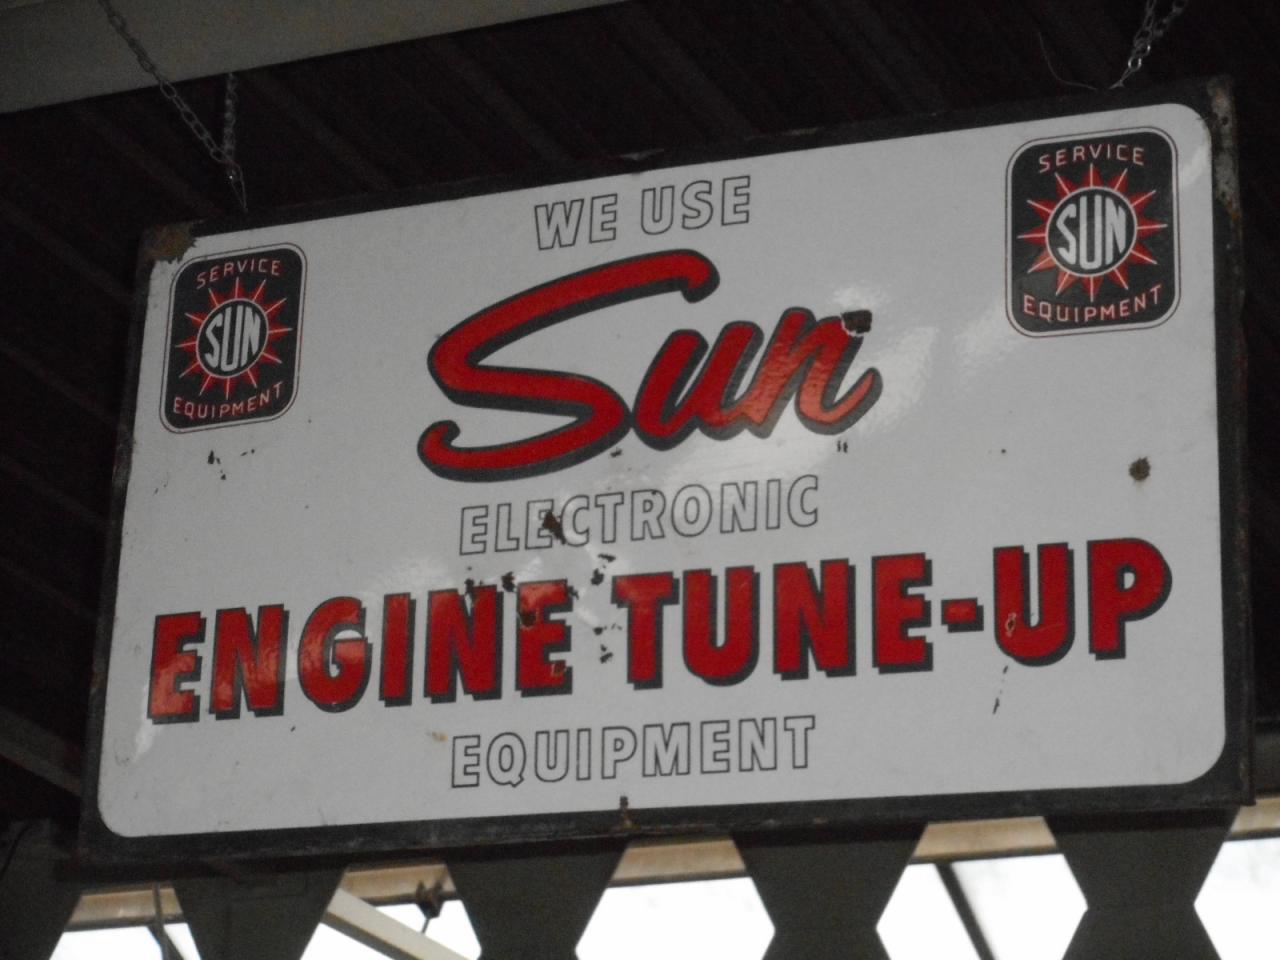 WE USE
Sun
ELECTRONIC
ENGINE TUNE-UP
EQUIPMENT
SERVICE
SUN
EQUIPMENT
SERVICE
SUN
EQUIPMENT